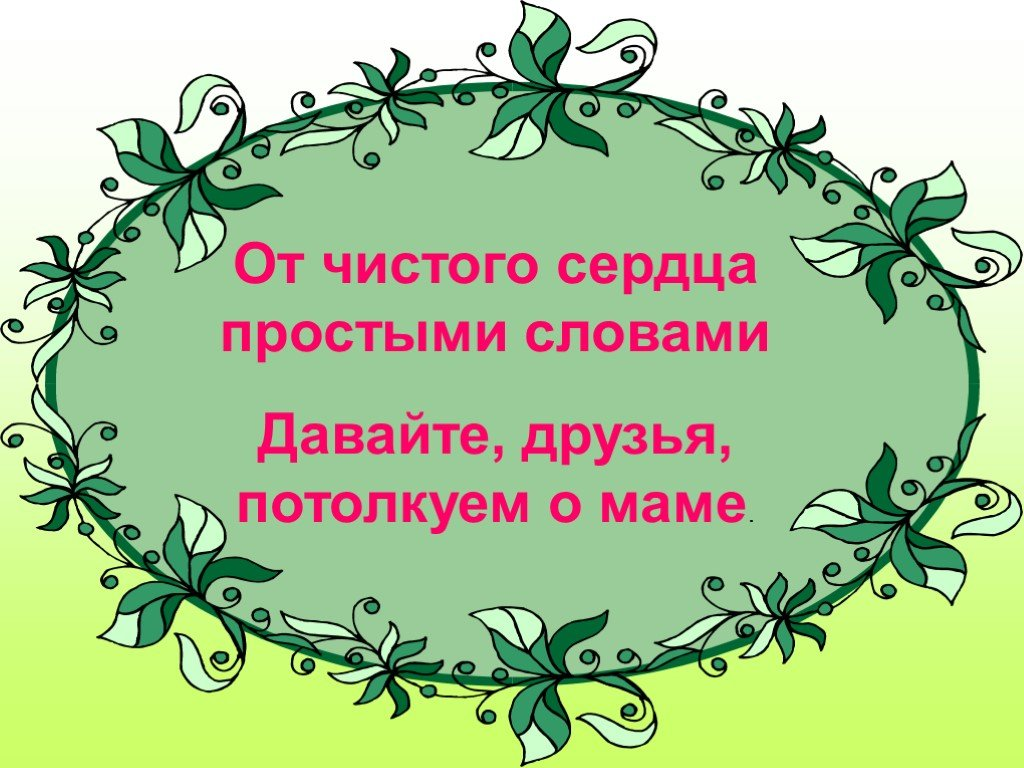 От чистого сердца
простыми словами
Давайте, друзья,
потолкуем о маме.